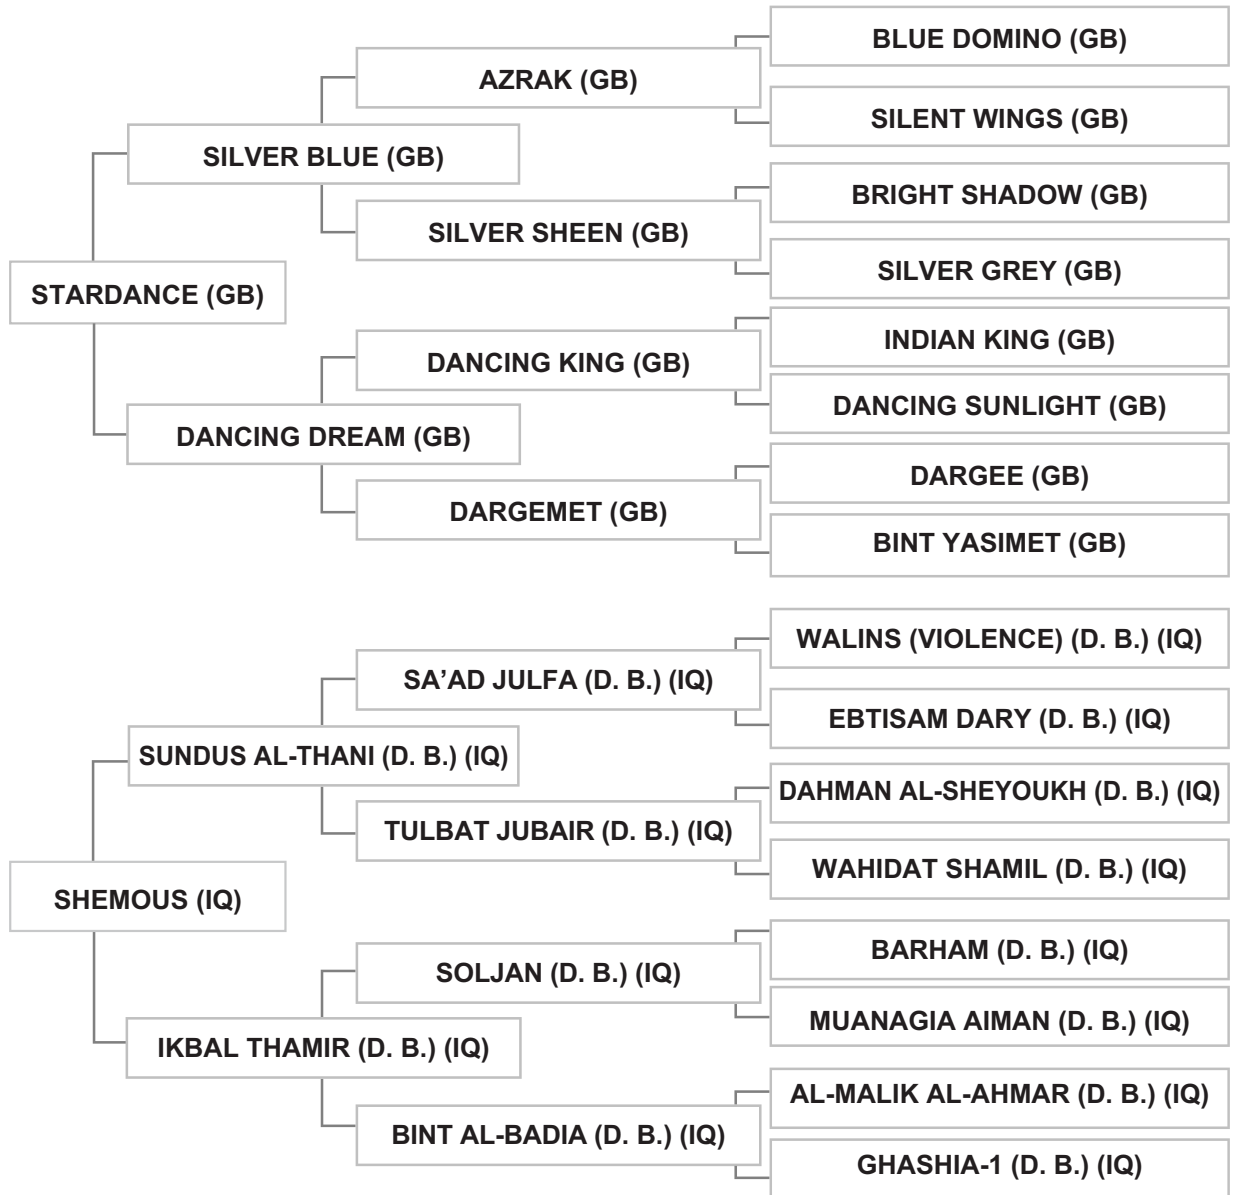 BLUE DOMINO (GB)
AZRAK (GB)
SILENT WINGS (GB)
SILVER BLUE (GB)
BRIGHT SHADOW (GB)
SILVER SHEEN (GB)
SILVER GREY (GB)
STARDANCE (GB)
INDIAN KING (GB)
DANCING KING (GB)
DANCING SUNLIGHT (GB)
DANCING DREAM (GB)
DARGEE (GB)
DARGEMET (GB)
BINT YASIMET (GB)
WALINS (VIOLENCE) (D. B.) (IQ)
SA’AD JULFA (D. B.) (IQ)
EBTISAM DARY (D. B.) (IQ)
SUNDUS AL-THANI (D. B.) (IQ)
DAHMAN AL-SHEYOUKH (D. B.) (IQ)
TULBAT JUBAIR (D. B.) (IQ)
WAHIDAT SHAMIL (D. B.) (IQ)
SHEMOUS (IQ)
BARHAM (D. B.) (IQ)
SOLJAN (D. B.) (IQ)
MUANAGIA AIMAN (D. B.) (IQ)
IKBAL THAMIR (D. B.) (IQ)
AL-MALIK AL-AHMAR (D. B.) (IQ)
BINT AL-BADIA (D. B.) (IQ)
GHASHIA-1 (D. B.) (IQ)